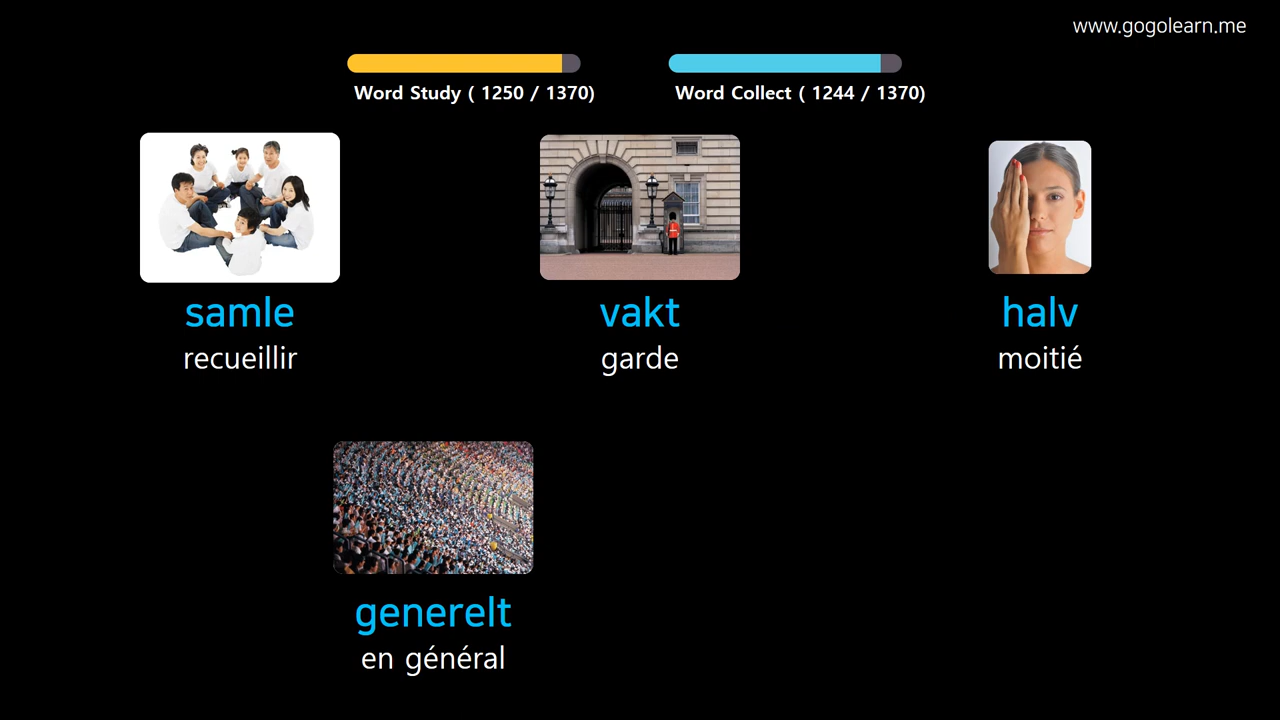 www.gogolearn.me
Word Study ( 1250 / 1370)
Word Collect ( 1244 / 1370)
samle
recueillir
vakt
garde
halv
moitié
generelt
en général